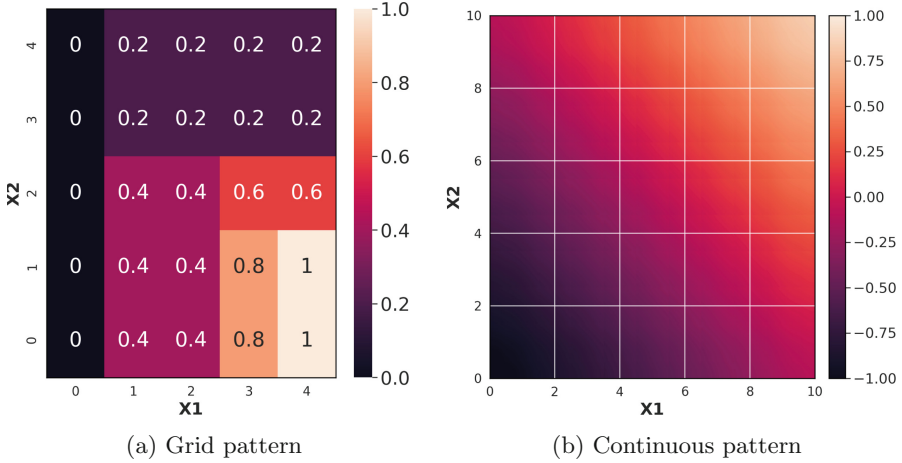 4 0 0.2 0.2 0.2 0.2
3 0 0.2 0.2 0.2 0.2
2 0 0.4 0.4 0.6 0.6
1 0 0.4 0.4 0.8 1
0 0 0.4 0.4 0.8 1
0 1 2 3 4
X1
X2
1.0
0.8
0.6
0.4
0.2
0.0
(a) Grid pattern
10
8
6
4
2
0
0 2 4 6 8 10
X1
X2
1.00
0.75
0.50
0.25
0.00
−0.25
−0.50
−0.75
−1.00
(b) Continuous pattern